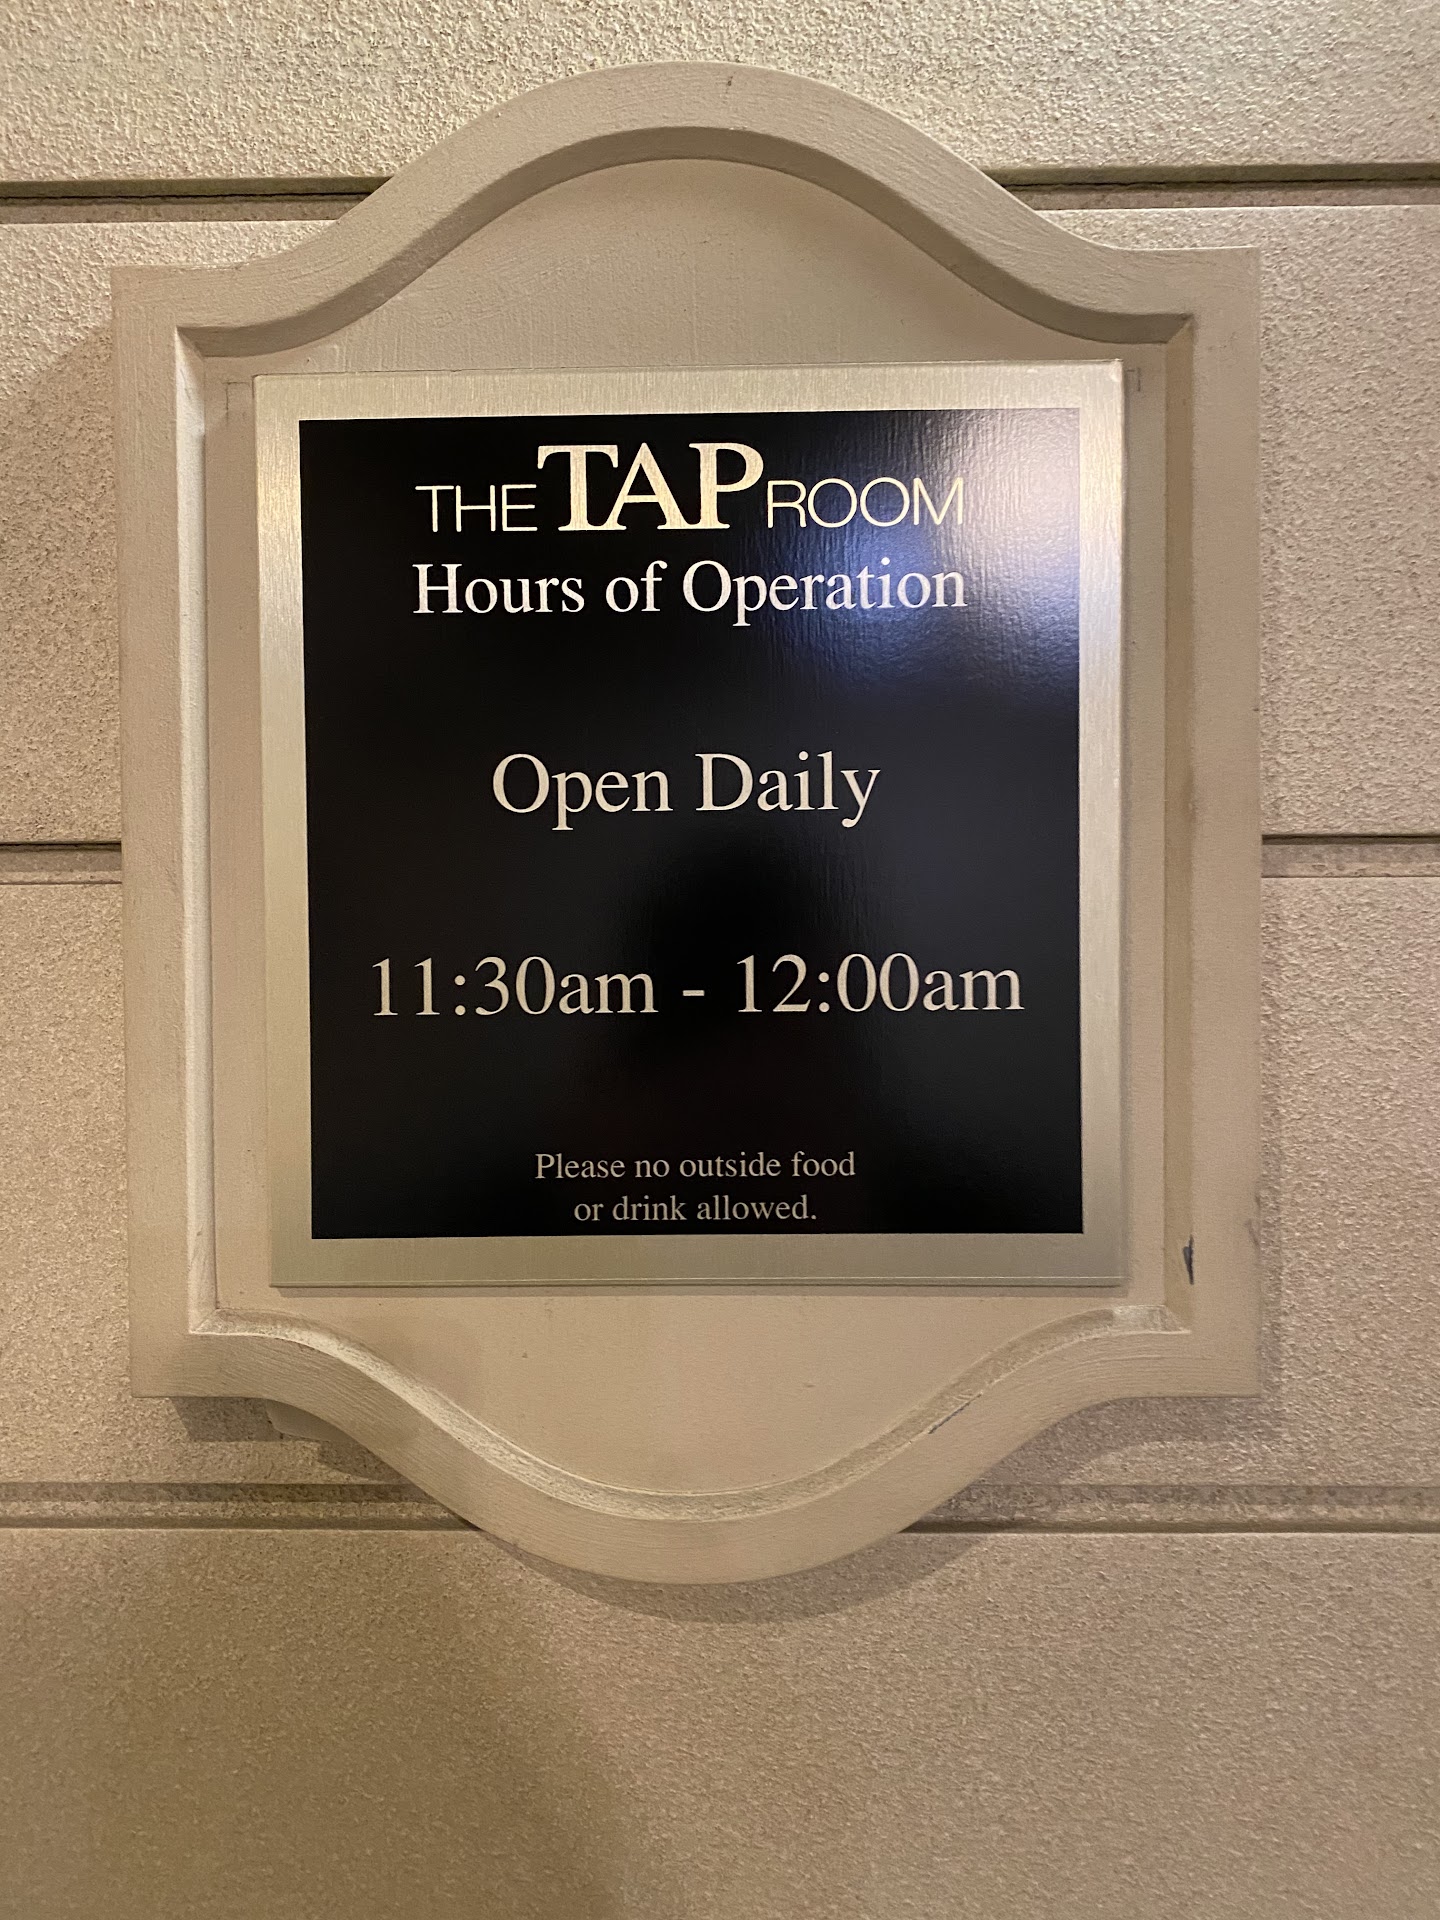 THE TAP ROOM
Hours of Operation
Open Daily
11:30am - 12:00am
Please no outside food
or drink allowed.